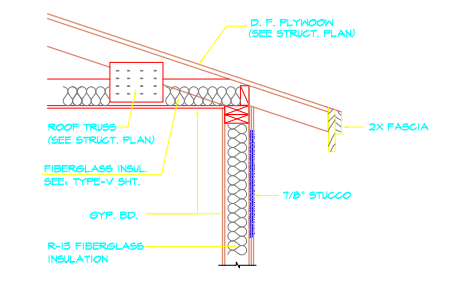 D. F. PLYWOOW
(SEE STRUCT. PLAN)
ROOF TRUSS
(SEE STRUCT. PLAN)
2X FASCIA
FIBERGLASS INSUL.
SEE: TYPE-V SHT.
7/8" STUCCO
GYP. BD.
R-13 FIBERGLASS
INSULATION